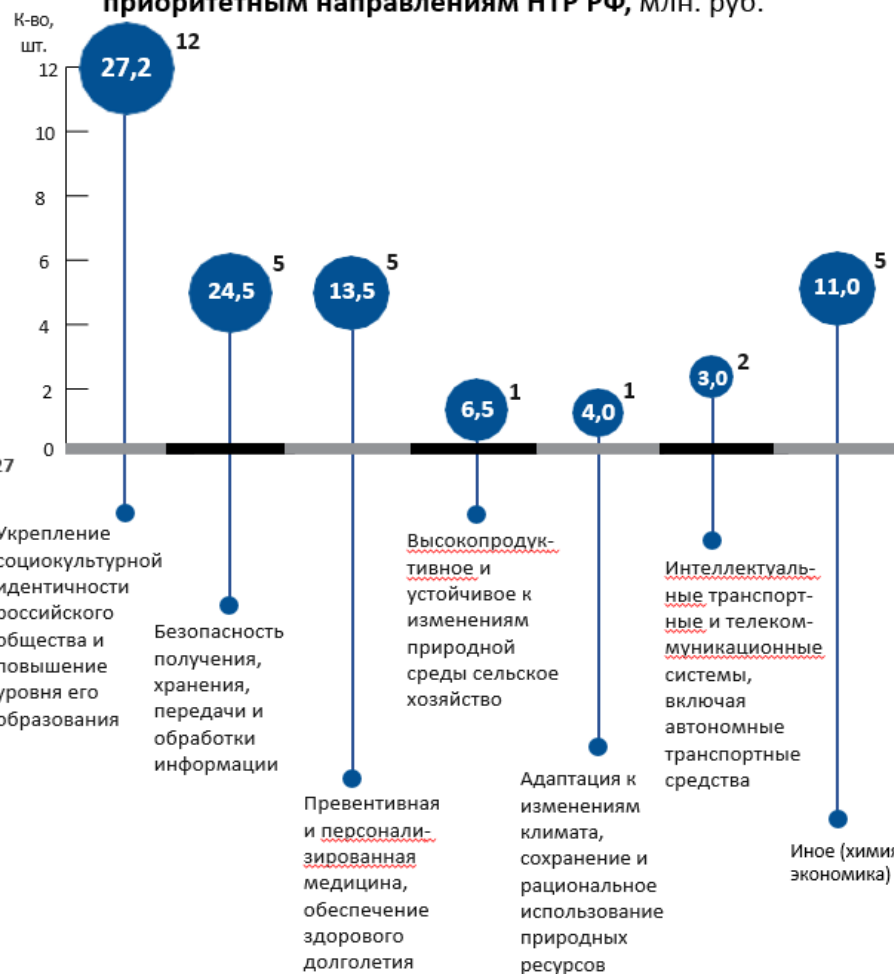 приоритетным направлениям НТР РФ, млн. руб.
К-во,
шт.
12
10
8
6
4
2
0
27
27,2
12
24,5
5
13,5
5
6,5
1
4,0
1
3,0
2
11,0
5
Укрепление
социокультурной
идентичности
российского
общества и
повышение
уровня его
образования
Безопасность
получения,
хранения,
передачи и
обработки
информации
Превентивная
и персонали-
зированная
медицина,
обеспечение
здорового
долголетия
Высокопродук-
тивное и
устойчивое к
изменениям
природной
среды сельское
хозяйство
Адаптация к
изменениям
климата,
сохранение и
рациональное
использование
природных
ресурсов
Интеллектуаль-
ные транспорт-
ные и телеком-
муникационные
системы,
включая
автономные
транспортные
средства
Иное (химия
экономика)